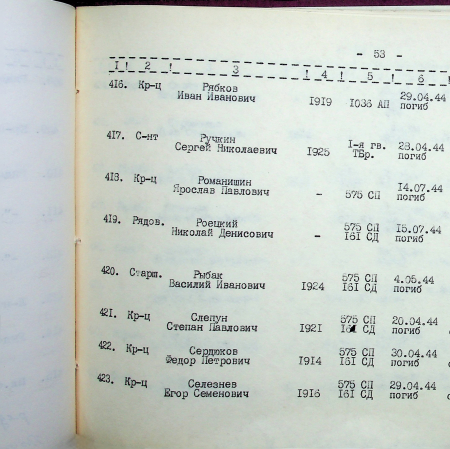 - 53 -
1 ! 2 ! 3 ! 4 ! 5 ! 6
416. Кр-ц Рябков 29.04.44
Иван Иванович 1919 1036 АП погиб
417. С-нт Ручкин 1-я гв. 28.04.44
Сергей Николаевич 1925 ТБр. погиб
418. Кр-ц Романишин 14.07.44
Ярослав Павлович - 575 СП погиб
419. Рядов. Роецкий 575 СП 15.07.44
Николай Денисович - 161 СД погиб
420. Старш. Рыбак 575 СП 4.05.44
Василий Иванович 1924 161 СД погиб
421. Кр-ц Слепун 575 СП 20.04.44
Степан Павлович 1921 161 СД погиб
422. Кр-ц Сердюков 575 СП 30.04.44
Федор Петрович 1914 161 СД погиб
423. Кр-ц Селезнев 575 СП 29.04.44
Егор Семенович 1916 161 СД погиб